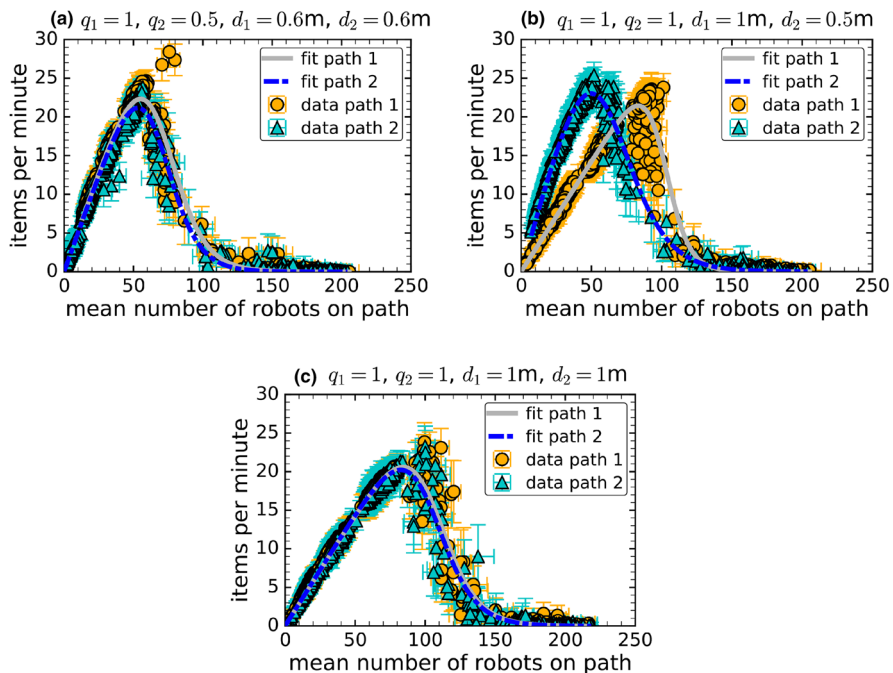 (a) q₁ = 1, q₂ = 0.5, d₁ = 0.6m, d₂ = 0.6m
30
25
20
15
10
5
0
items per minute
fit path 1
fit path 2
data path 1
data path 2
0 50 100 150 200 250
mean number of robots on path
(b) q₁ = 1, q₂ = 1, d₁ = 1m, d₂ = 0.5m
30
25
20
15
10
5
0
items per minute
fit path 1
fit path 2
data path 1
data path 2
0 50 100 150 200 250
mean number of robots on path
(c) q₁ = 1, q₂ = 1, d₁ = 1m, d₂ = 1m
30
25
20
15
10
5
0
items per minute
fit path 1
fit path 2
data path 1
data path 2
0 50 100 150 200 250
mean number of robots on path